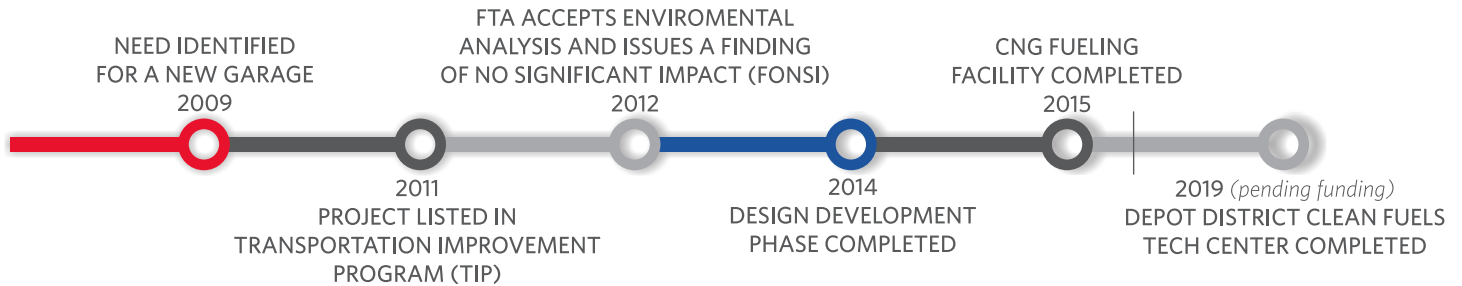 NEED IDENTIFIED
FOR A NEW GARAGE
2009
2011
PROJECT LISTED IN
TRANSPORTATION IMPROVEMENT
PROGRAM (TIP)
FTA ACCEPTS ENVIROMENTAL
ANALYSIS AND ISSUES A FINDING
OF NO SIGNIFICANT IMPACT (FONSI)
2012
2014
DESIGN DEVELOPMENT
PHASE COMPLETED
CNG FUELING
FACILITY COMPLETED
2015
2019 (pending funding)
DEPOT DISTRICT CLEAN FUELS
TECH CENTER COMPLETED